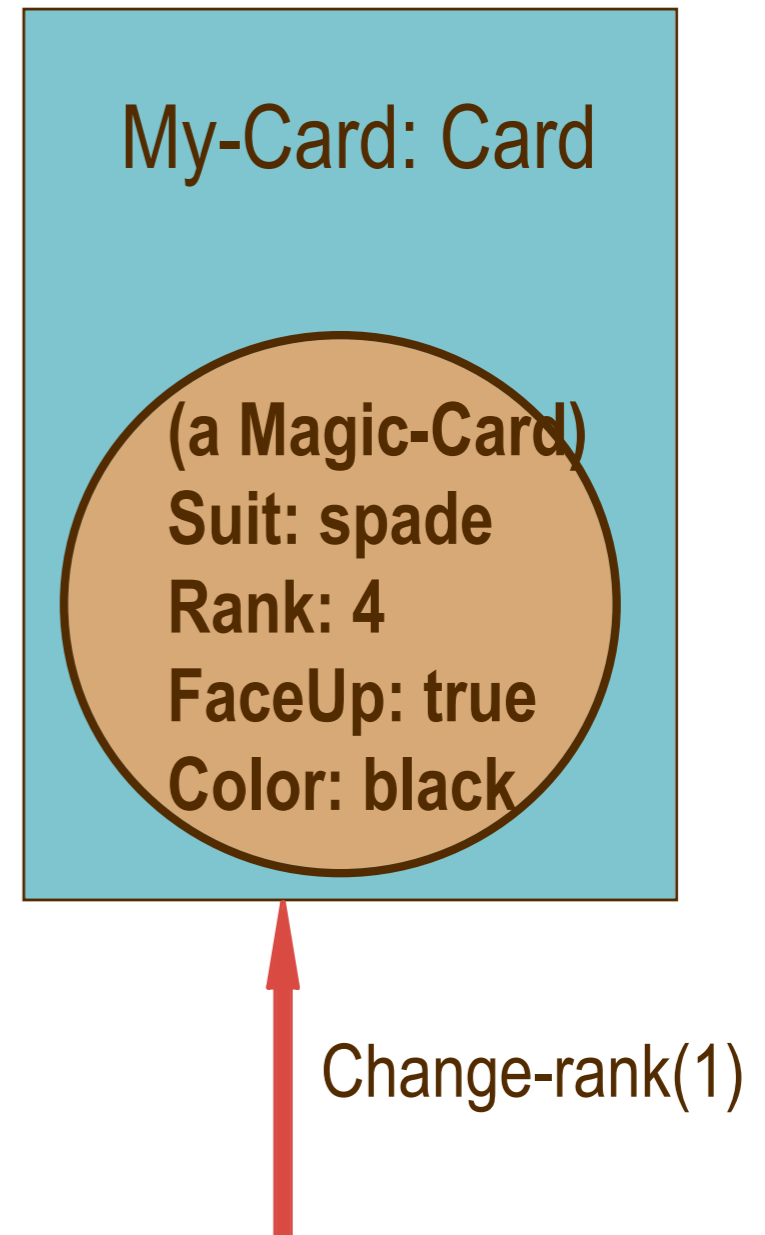 My-Card: Card
(a Magic-Card)
Suit: spade
Rank: 4
FaceUp: true
Color: black
Change-rank(1)